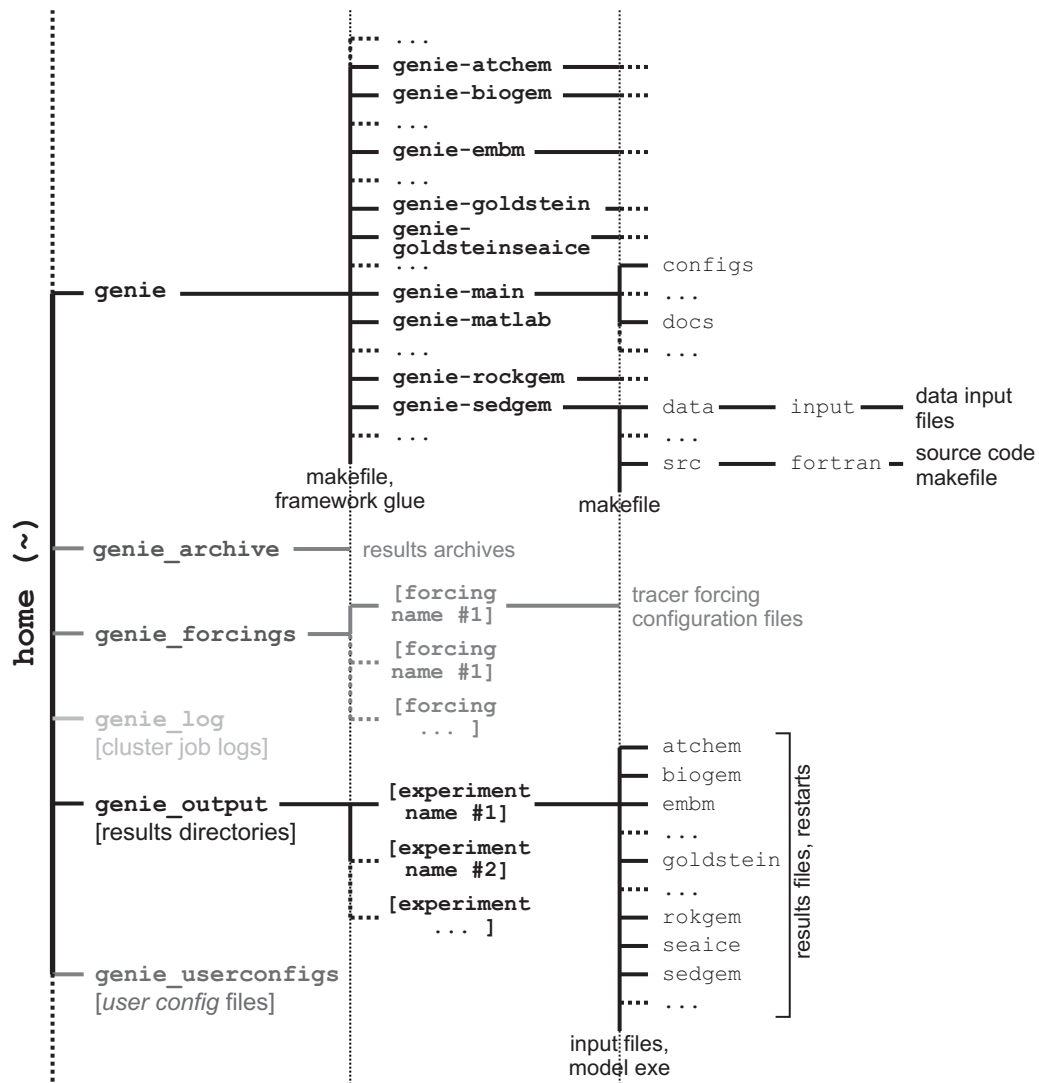 ...
genie-atchem
genie-biogem
...
genie-embm
...
genie-goldstein
genie-
goldsteinseaice
...
configs
genie
genie-main
...
genie-matlab
docs
...
...
genie-rockgem
genie-sedgem
data
input
data input
files
...
...
src
fortran
source code
makefile
makefile,
framework glue
makefile
home (~)
genie_archive
results archives
genie_forcings
[forcing
name #1]
tracer forcing
configuration files
[forcing
name #1]
[forcing
... ]
genie_log
[cluster job logs]
genie_output
[results directories]
[experiment
name #1]
[experiment
name #2]
[experiment
... ]
atchem
biogem
embm
...
goldstein
...
rokgem
seaice
sedgem
...
results files, restarts
genie_userconfigs
[user config files]
input files,
model exe